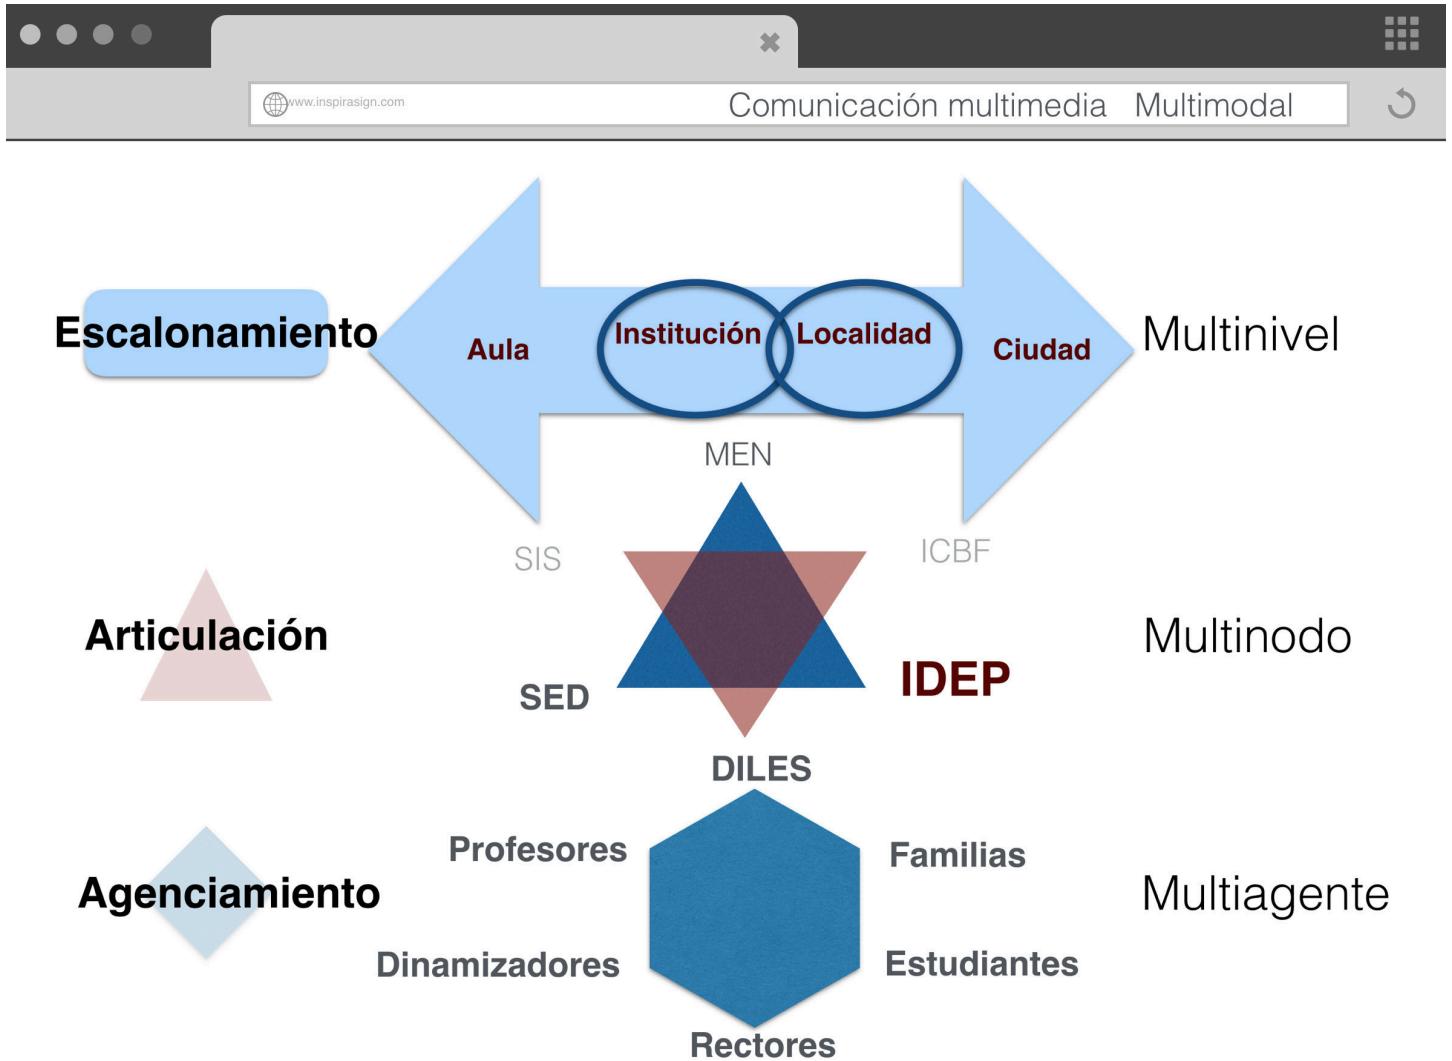 www.inspirasign.com
Comunicación multimedia Multimodal
Escalonamiento
Aula
Institución
Localidad
Ciudad
Multinivel
MEN
SIS
ICBF
Articulación
SED
IDEP
Multinodo
DILES
Profesores
Familias
Agenciamiento
Multiagente
Dinamizadores
Estudiantes
Rectores